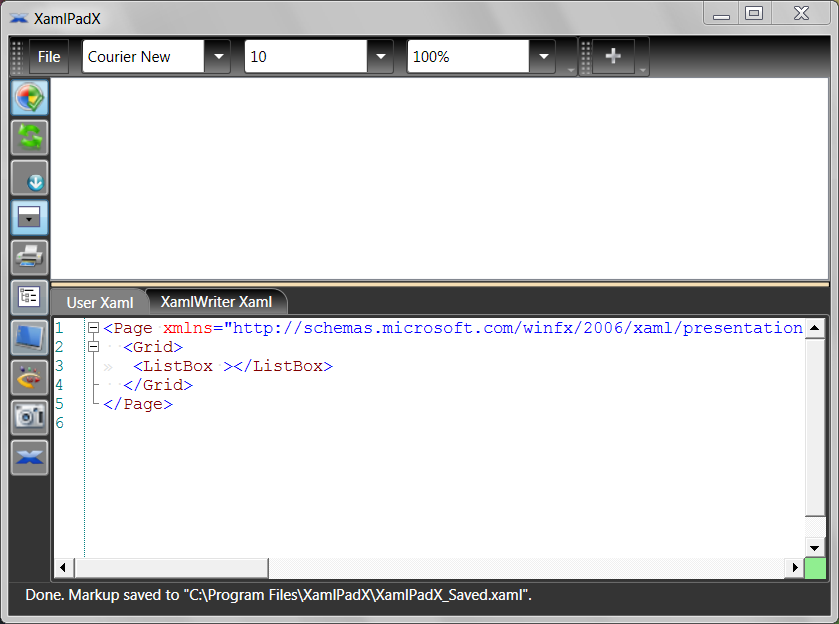 XamlPadX
File Courier New 10 100%
User Xaml XamlWriter Xaml
1 <Page xmlns="http://schemas.microsoft.com/winfx/2006/xaml/presentation
2 <Grid>
3 <ListBox ></ListBox>
4 </Grid>
5 </Page>
6
Done. Markup saved to "C:\Program Files\XamlPadX\XamlPadX_Saved.xaml".